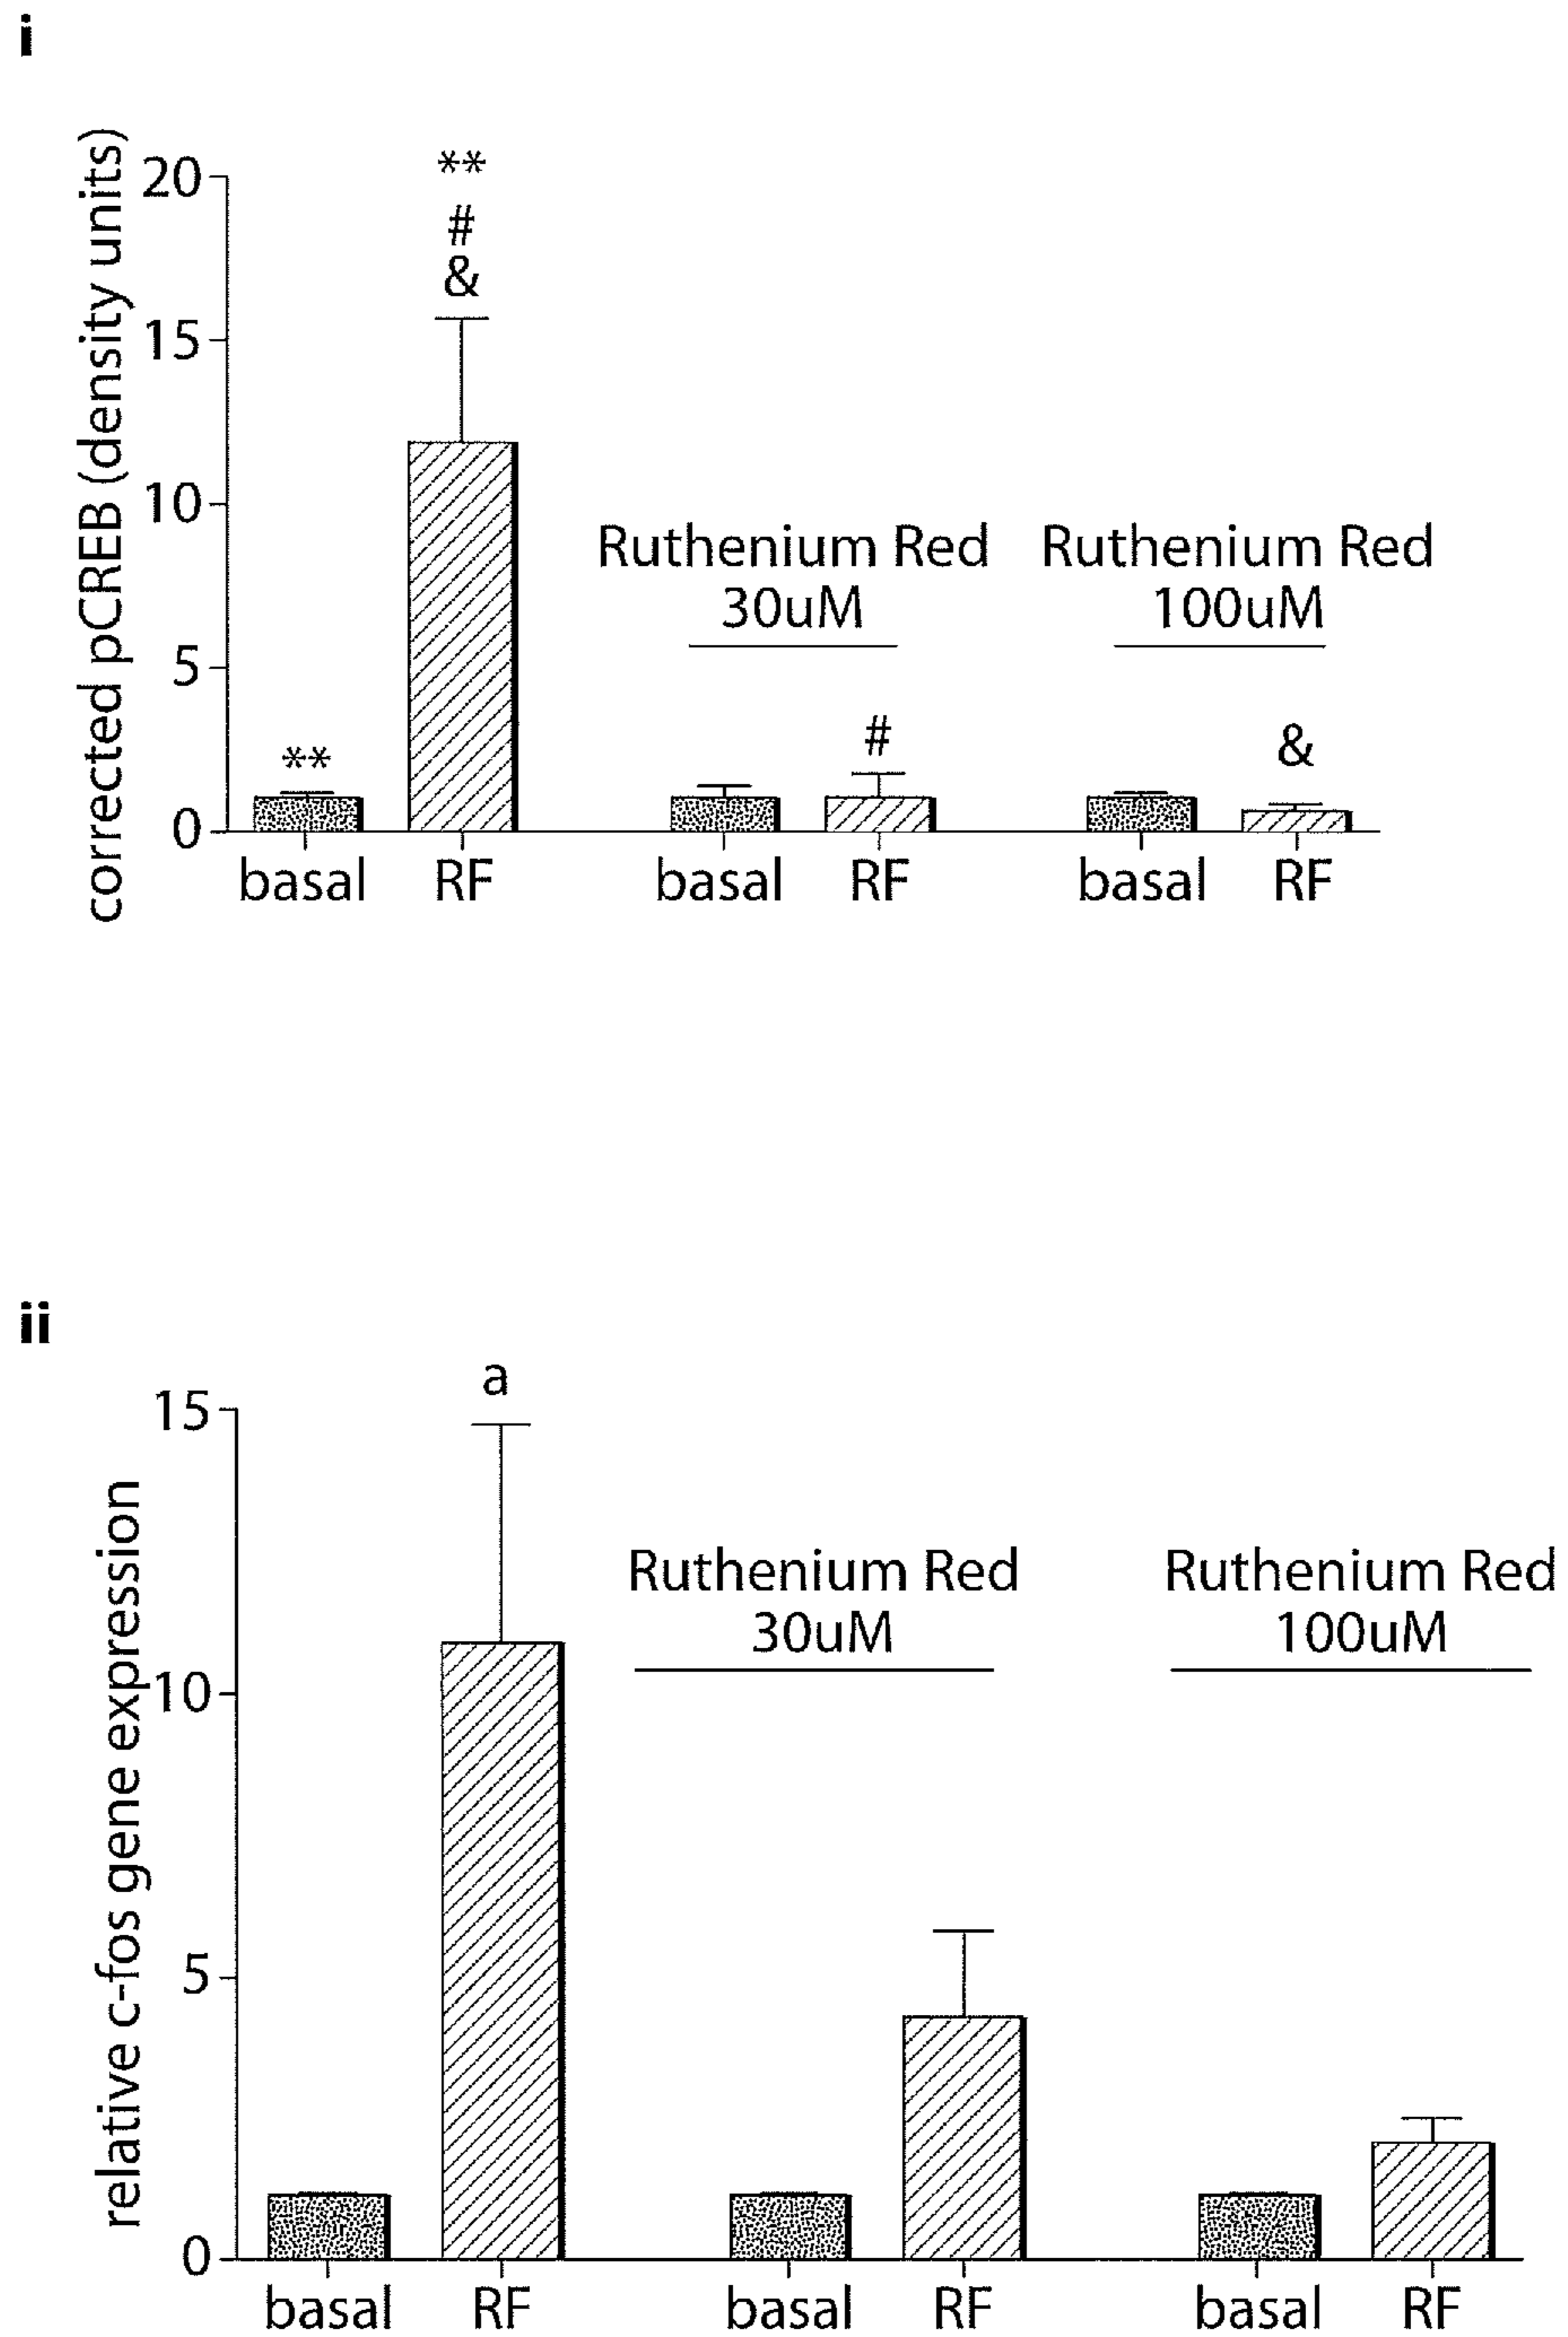 i
corrected pCREB (density units)
20
15
10
5
0
**
**
#
&
Ruthenium Red
30uM
#
Ruthenium Red
100uM
&
basal RF basal RF basal RF
ii
relative c-fos gene expression
15
10
5
0
a
Ruthenium Red
30uM
Ruthenium Red
100uM
basal RF basal RF basal RF